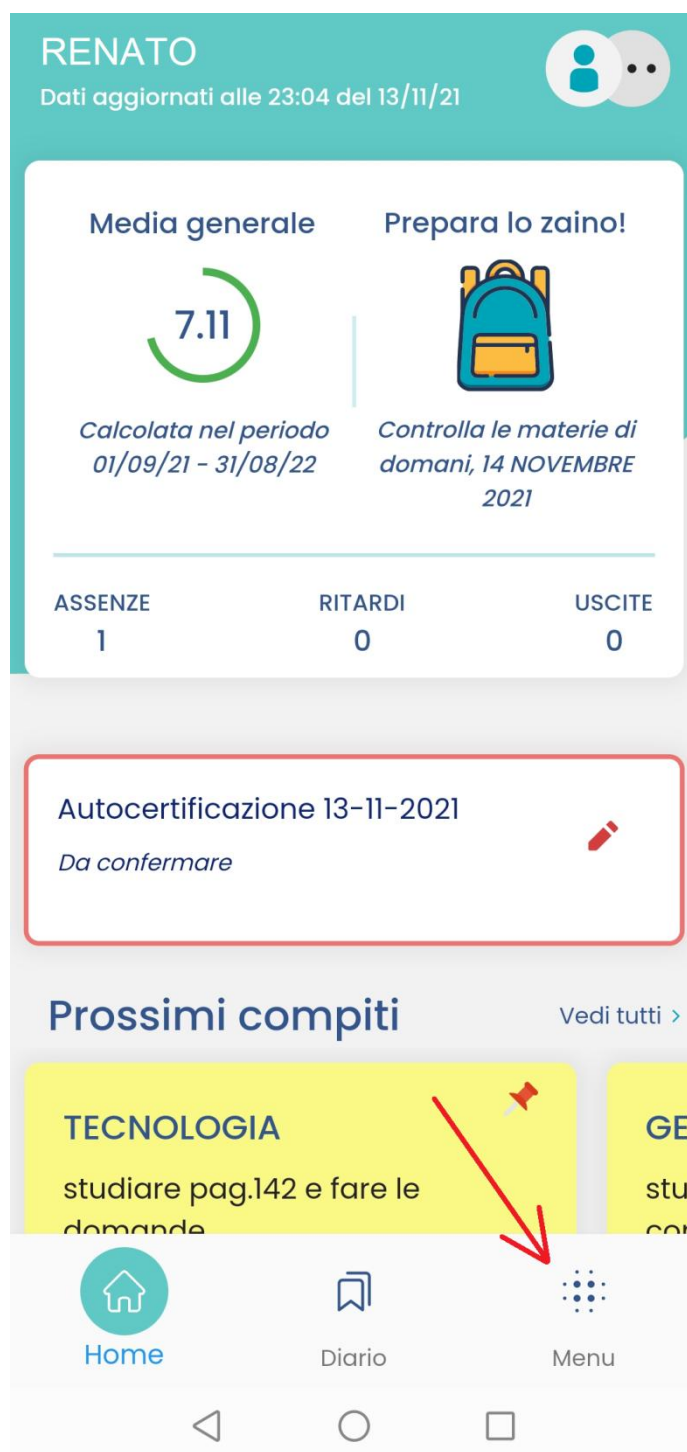 RENATO
Dati aggiornati alle 23:04 del 13/11/21
Media generale
Prepara lo zaino!
7.11
Calcolata nel periodo
01/09/21 - 31/08/22
Controlla le materie di
domani, 14 NOVEMBRE
2021
ASSENZE
RITARDI
USCITE
1
0
0
Autocertificazione 13-11-2021
Da confermare
Prossimi compiti
Vedi tutti >
TECNOLOGIA
GE
studiare pag.142 e fare le
stu
domande
Home
Diario
Menu